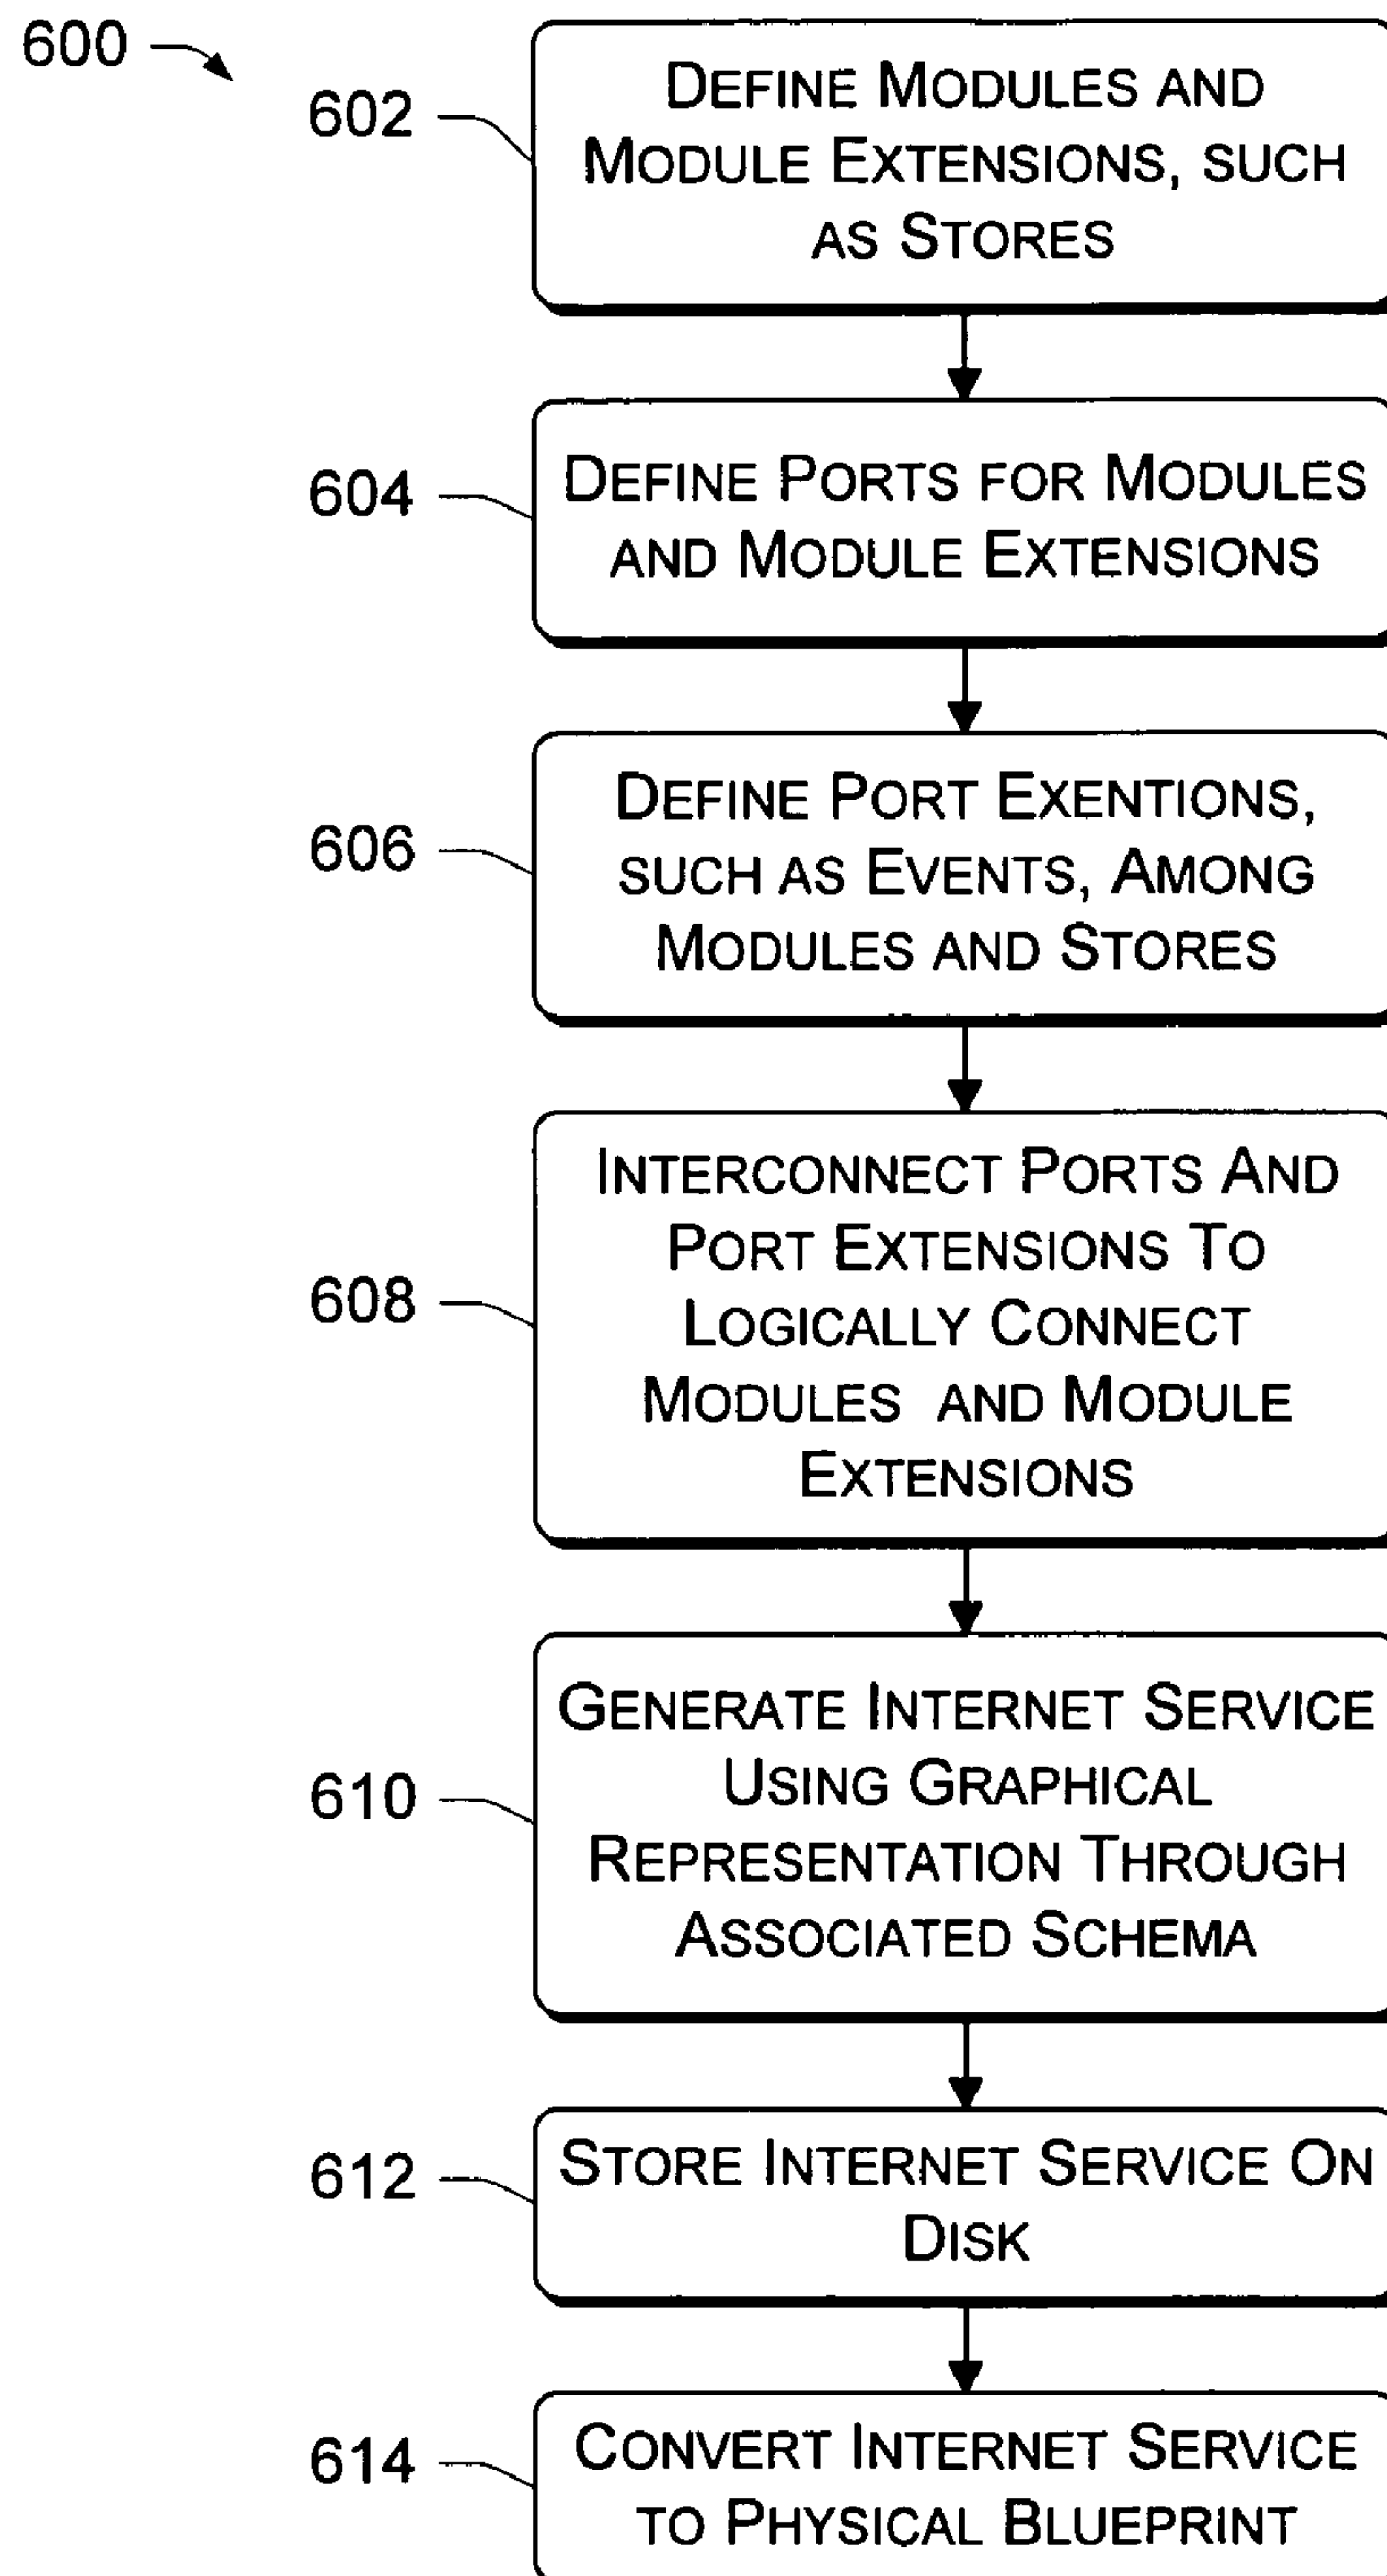 600
602
DEFINE MODULES AND
MODULE EXTENSIONS, SUCH
AS STORES
604
DEFINE PORTS FOR MODULES
AND MODULE EXTENSIONS
606
DEFINE PORT EXENTIONS,
SUCH AS EVENTS, AMONG
MODULES AND STORES
608
INTERCONNECT PORTS AND
PORT EXTENSIONS TO
LOGICALLY CONNECT
MODULES AND MODULE
EXTENSIONS
610
GENERATE INTERNET SERVICE
USING GRAPHICAL
REPRESENTATION THROUGH
ASSOCIATED SCHEMA
612
STORE INTERNET SERVICE ON
DISK
614
CONVERT INTERNET SERVICE
TO PHYSICAL BLUEPRINT